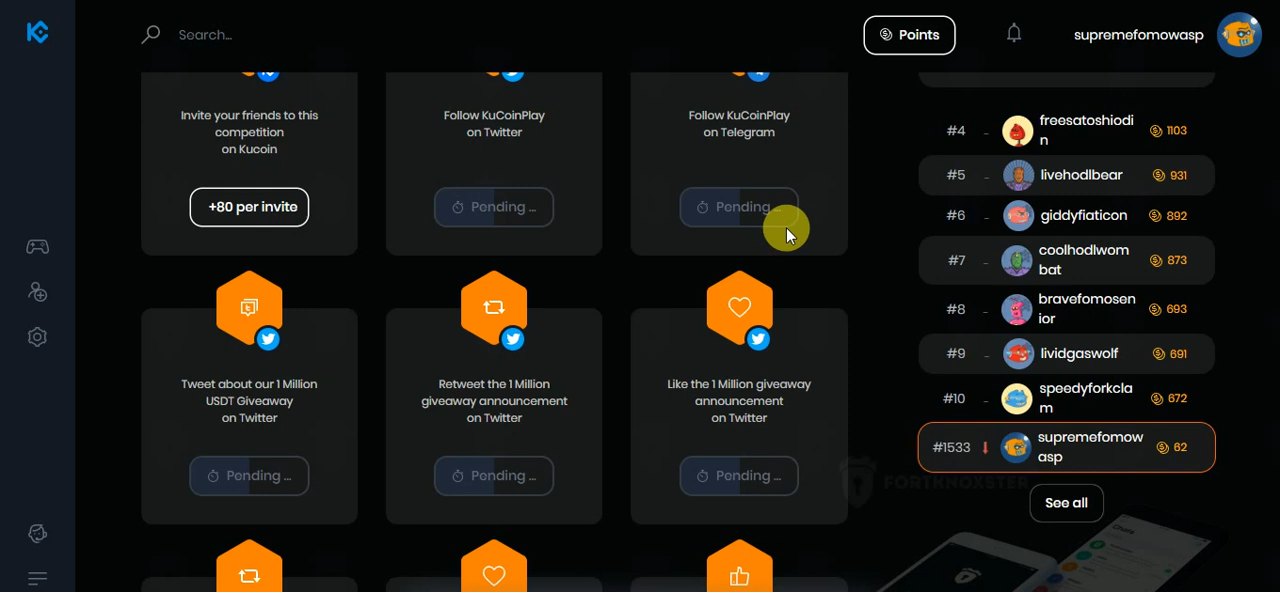 Search...
Points
supremefomowasp
Invite your friends to this
competition
on Kucoin
+80 per invite
Follow KuCoinPlay
on Twitter
Pending ...
Follow KuCoinPlay
on Telegram
Pending ...
Tweet about our 1 Million
USDT Giveaway
on Twitter
Pending ...
Retweet the 1 Million
giveaway announcement
on Twitter
Pending ...
Like the 1 Million giveaway
announcement
on Twitter
Pending ...
#4 - freesatoshiodi
n 1103
#5 - livehodlbear 931
#6 - giddyfiaticon 892
#7 - coolhodlwom
bat 873
#8 - bravefomosen
ior 693
#9 - lividgaswolf 691
#10 - speedyforkcla
m 672
#1533 supremefomow
asp 62
FORTKNOXSTER
See all
Chats